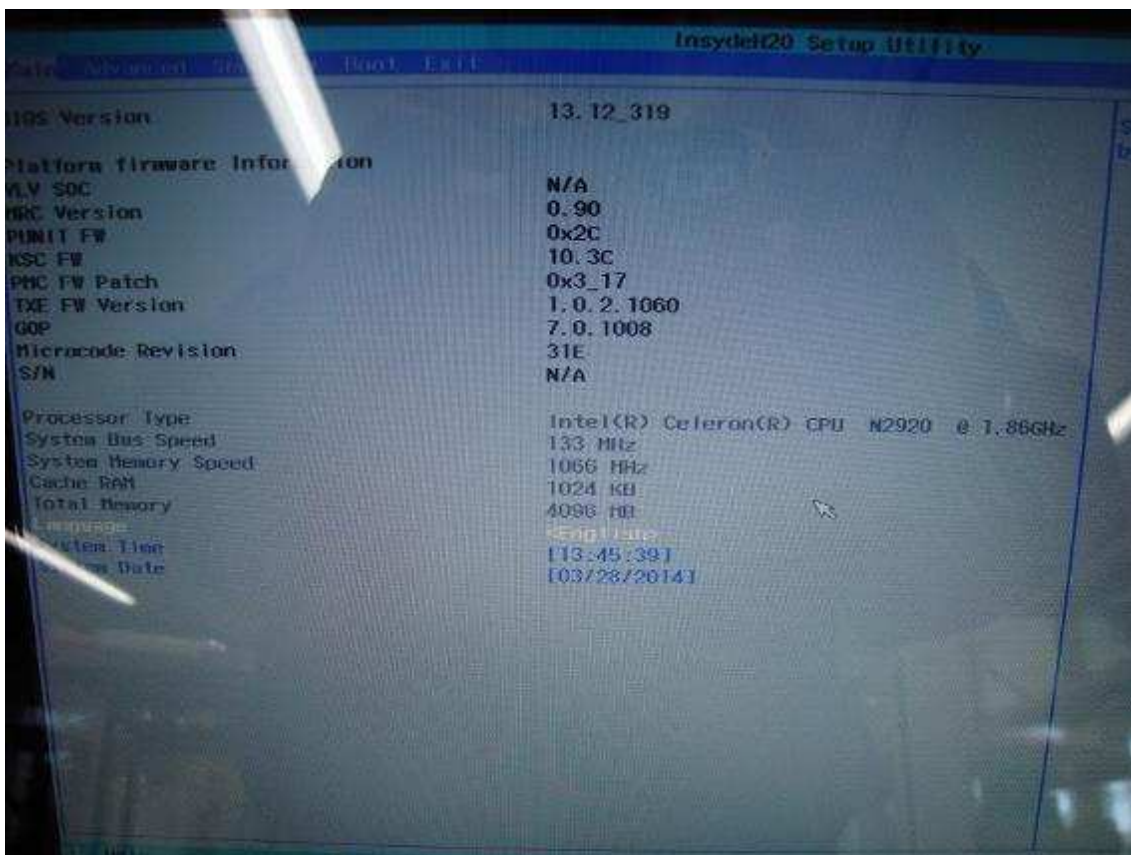 InsydeH20 Setup Utility
Main Advanced Security Boot Exit
BIOS Version 13.12_319
Platform firmware Information
VLV SOC N/A
MRC Version 0.90
PUNIT FW 0x2C
KSC FW 10.3C
PMC FW Patch 0x3_17
TXE FW Version 1.0.2.1060
GOP 7.0.1008
Microcode Revision 31E
S/N N/A
Processor Type Intel(R) Celeron(R) CPU N2920 @ 1.86GHz
System Bus Speed 133 MHz
System Memory Speed 1066 MHz
Cache RAM 1024 KB
Total Memory 4096 MB
Language <English>
System Time [13:45:39]
System Date [03/28/2014]